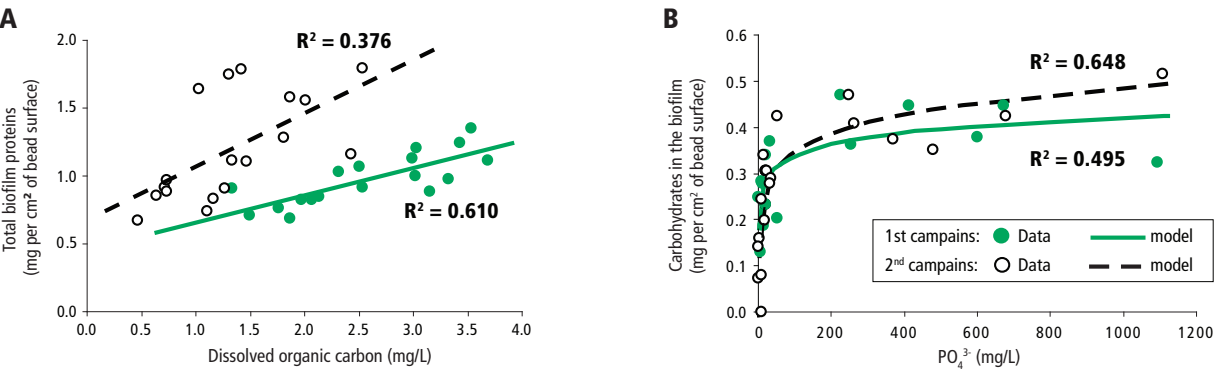 A
Total biofilm proteins
(mg per cm² of bead surface)
2.0
1.5
1.0
0.5
0.0
R² = 0.376
R² = 0.610
0.0 0.5 1.0 1.5 2.0 2.5 3.0 3.5 4.0
Dissolved organic carbon (mg/L)
B
Carbohydrates in the biofilm
(mg per cm² of bead surface)
0.6
0.5
0.4
0.3
0.2
0.1
0.0
R² = 0.648
R² = 0.495
1st campains: Data model
2nd campains: Data model
0 200 400 600 800 1000 1200
PO₄³⁻ (mg/L)